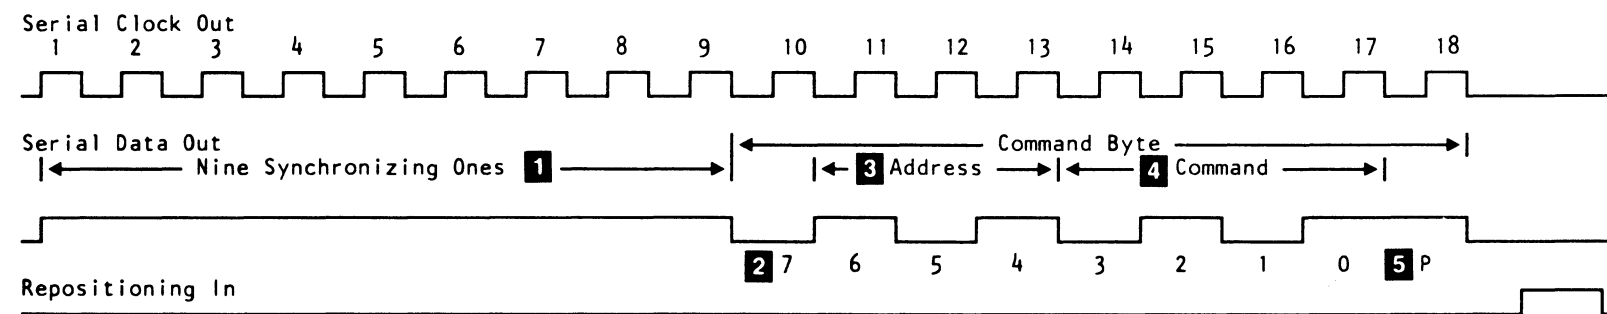 Serial Clock Out
1 2 3 4 5 6 7 8 9 10 11 12 13 14 15 16 17 18
Serial Data Out
Command Byte
Nine Synchronizing Ones 1 3 Address 4 Command
2 7 6 5 4 3 2 1 0 5 P
Repositioning In